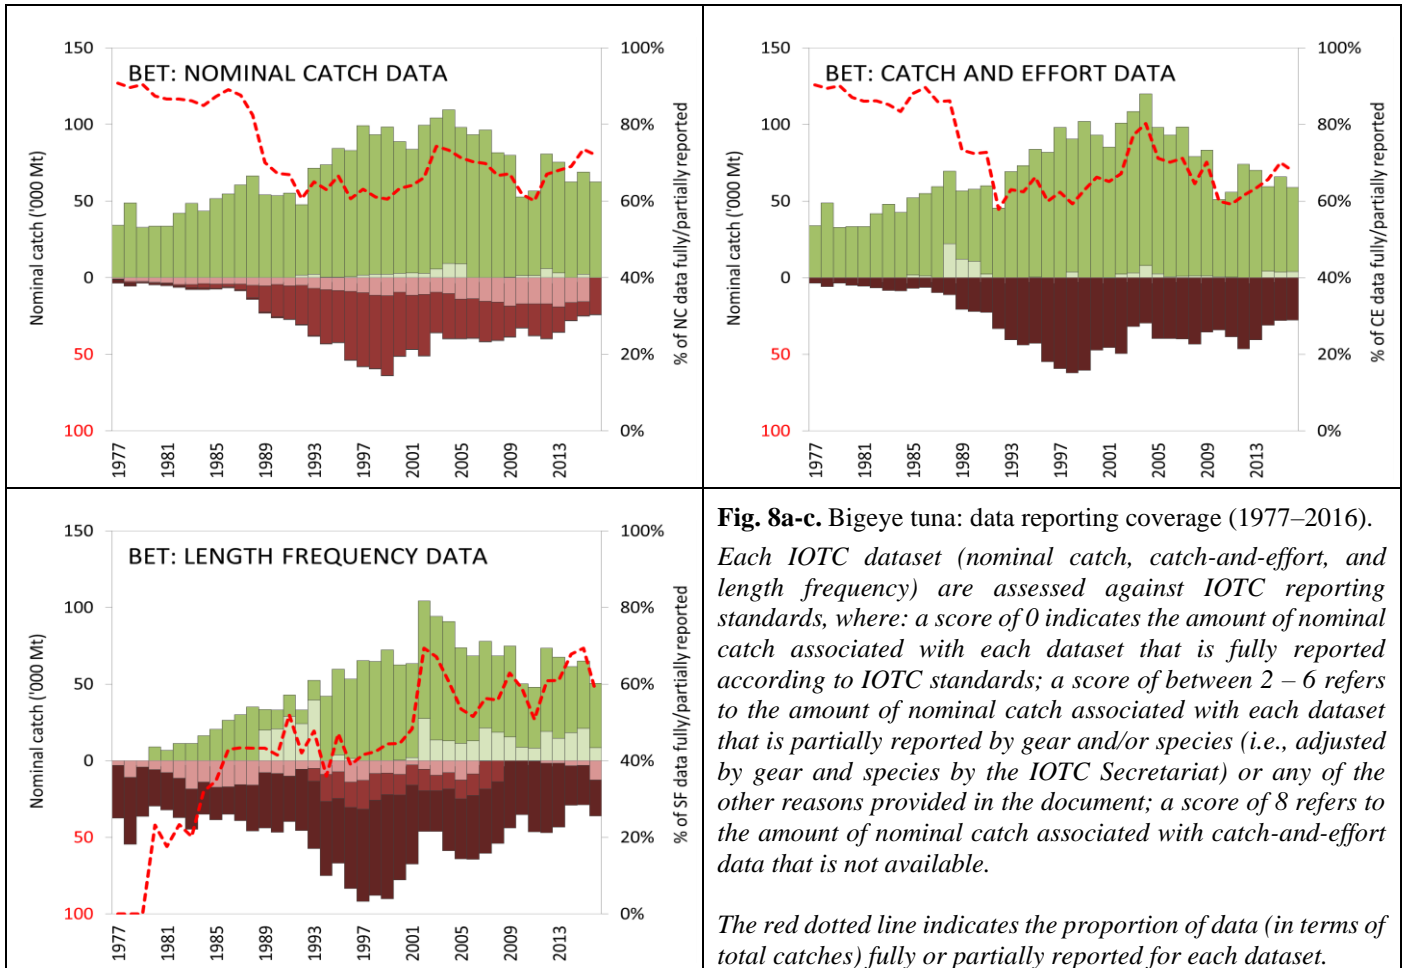 BET: NOMINAL CATCH DATA
Nominal catch ('000 Mt)
150
100
50
0
50
100
100%
80%
60%
40%
20%
0%
% of NC data fully/partially reported
1977
1981
1985
1989
1993
1997
2001
2005
2009
2013
BET: CATCH AND EFFORT DATA
Nominal catch ('000 Mt)
150
100
50
0
50
100
100%
80%
60%
40%
20%
0%
% of CE data fully/partially reported
1977
1981
1985
1989
1993
1997
2001
2005
2009
2013
BET: LENGTH FREQUENCY DATA
Nominal catch ('000 Mt)
150
100
50
0
50
100
100%
80%
60%
40%
20%
0%
% of SF data fully/partially reported
1977
1981
1985
1989
1993
1997
2001
2005
2009
2013
Fig. 8a-c. Bigeye tuna: data reporting coverage (1977–2016).
Each IOTC dataset (nominal catch, catch-and-effort, and
length frequency) are assessed against IOTC reporting
standards, where: a score of 0 indicates the amount of nominal
catch associated with each dataset that is fully reported
according to IOTC standards; a score of between 2 – 6 refers
to the amount of nominal catch associated with each dataset
that is partially reported by gear and/or species (i.e., adjusted
by gear and species by the IOTC Secretariat) or any of the
other reasons provided in the document; a score of 8 refers to
the amount of nominal catch associated with catch-and-effort
data that is not available.
The red dotted line indicates the proportion of data (in terms of
total catches) fully or partially reported for each dataset.